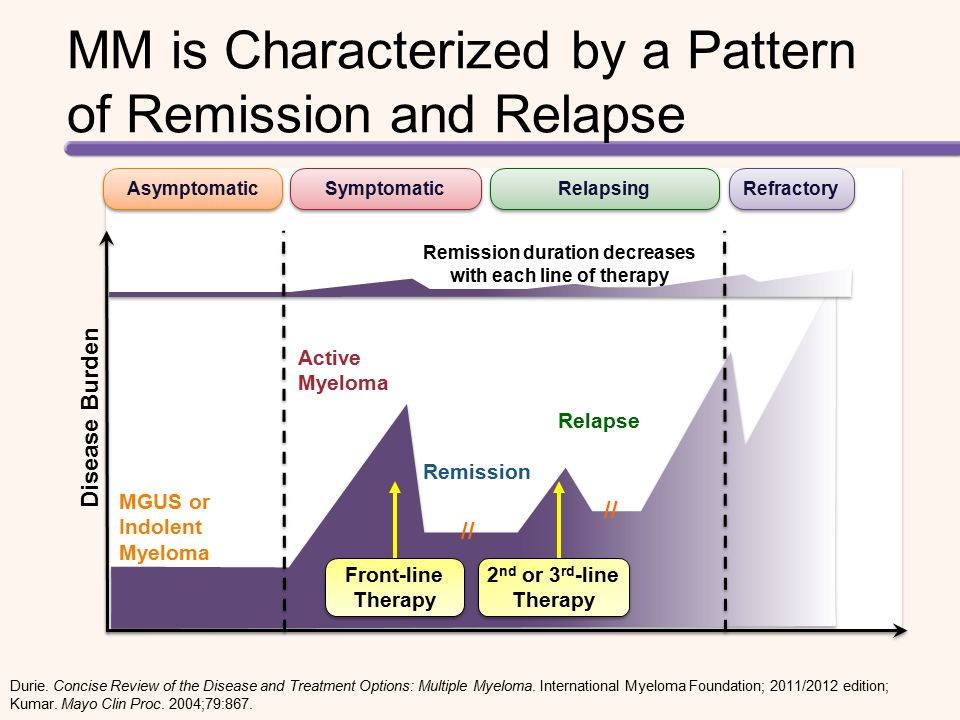 MM is Characterized by a Pattern
of Remission and Relapse
Asymptomatic
Symptomatic
Relapsing
Refractory
Remission duration decreases
with each line of therapy
Disease Burden
Active
Myeloma
Relapse
Remission
MGUS or
Indolent
Myeloma
//
//
Front-line
Therapy
2nd or 3rd-line
Therapy
Durie. Concise Review of the Disease and Treatment Options: Multiple Myeloma. International Myeloma Foundation; 2011/2012 edition;
Kumar. Mayo Clin Proc. 2004;79:867.